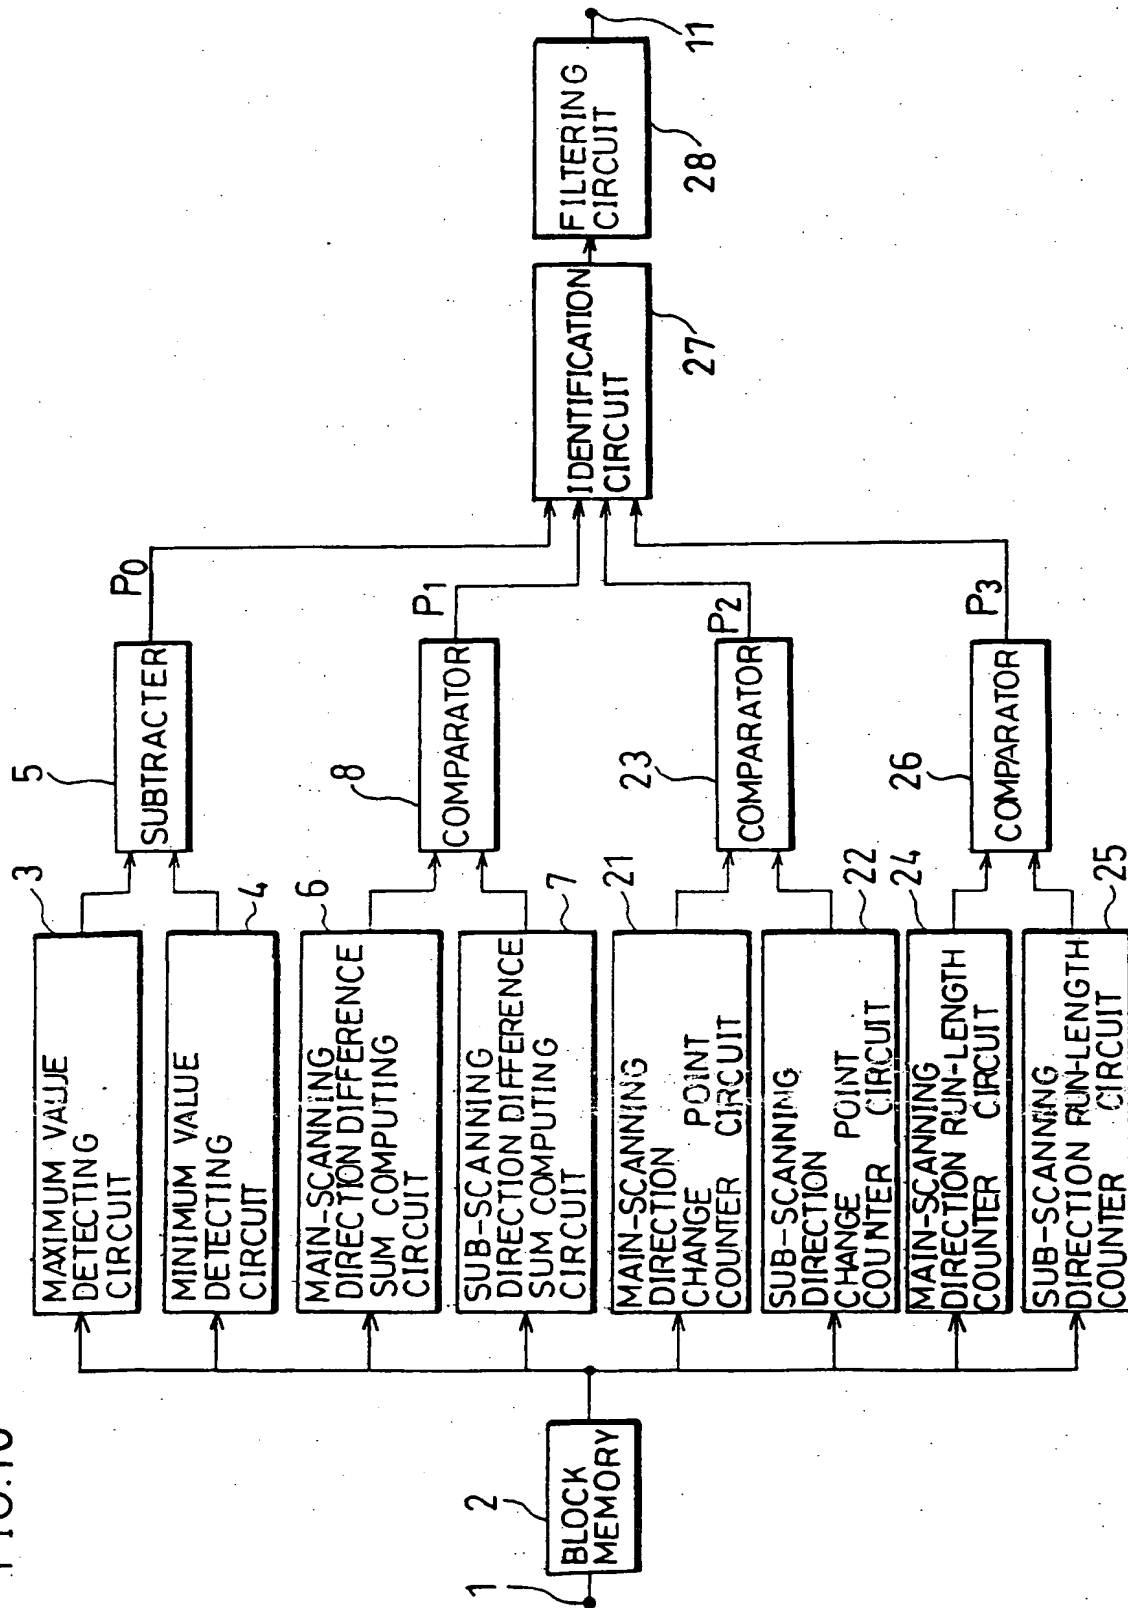 FIG.10
1
2
BLOCK
MEMORY
3
MAXIMUM VALUE
DETECTING
CIRCUIT
4
MINIMUM VALUE
DETECTING
CIRCUIT
5
SUBTRACTER
P0
6
MAIN-SCANNING
DIRECTION DIFFERENCE
SUM COMPUTING
CIRCUIT
7
SUB-SCANNING
DIRECTION DIFFERENCE
SUM COMPUTING
CIRCUIT
8
COMPARATOR
P1
21
MAIN-SCANNING
DIRECTION
CHANGE POINT
COUNTER CIRCUIT
22
SUB-SCANNING
DIRECTION
CHANGE POINT
COUNTER CIRCUIT
23
COMPARATOR
P2
24
MAIN-SCANNING
DIRECTION RUN-LENGTH
COUNTER CIRCUIT
25
SUB-SCANNING
DIRECTION RUN-LENGTH
COUNTER CIRCUIT
26
COMPARATOR
P3
IDENTIFICATION
CIRCUIT
27
FILTERING
CIRCUIT
28
11